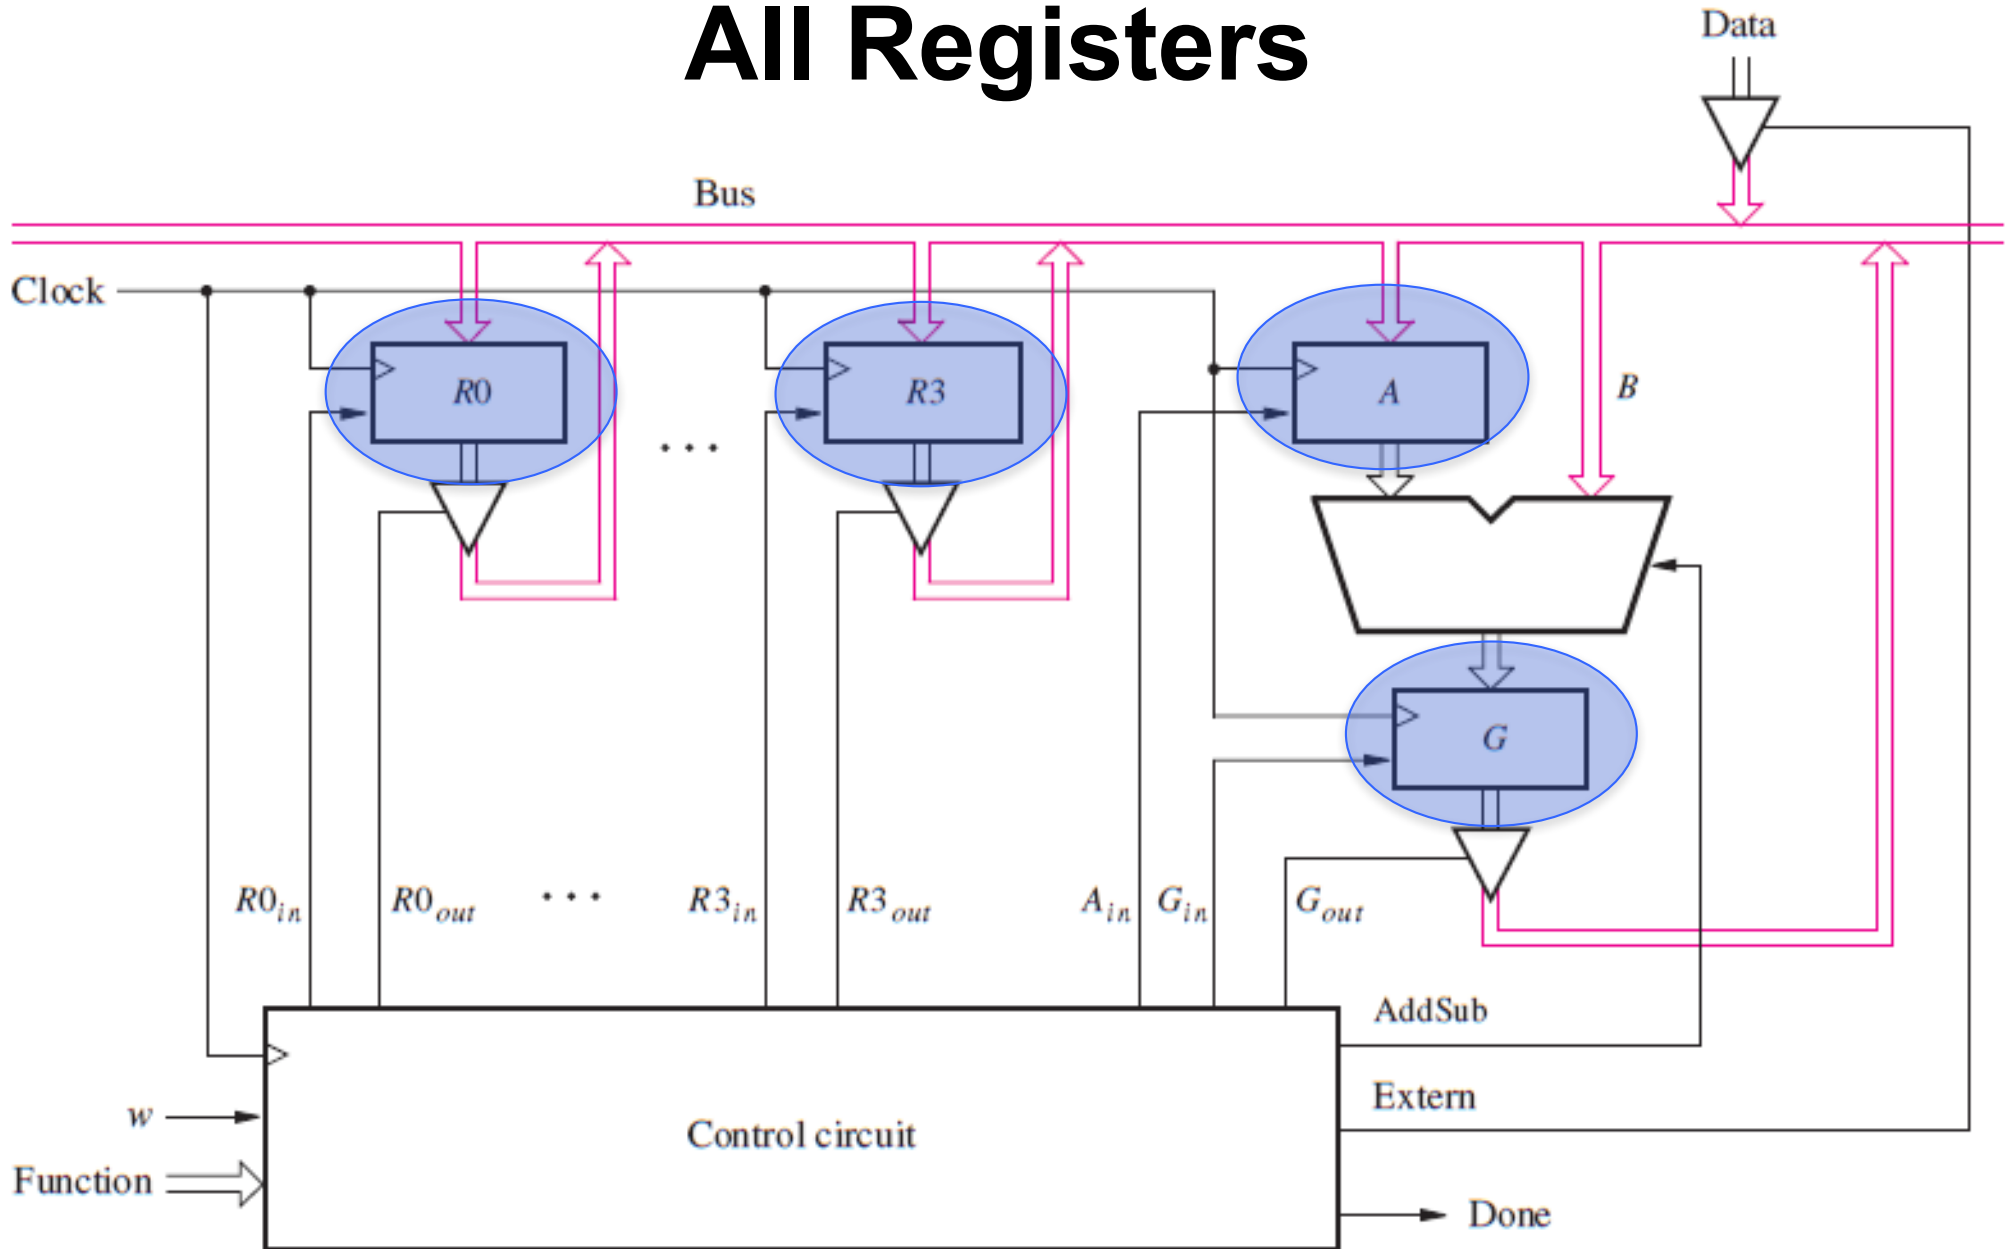 All Registers
Data
Bus
Clock
R0
R3
A
B
. . .
G
R0in
R0out
. . .
R3in
R3out
Ain
Gin
Gout
AddSub
Extern
w
Control circuit
Function
Done